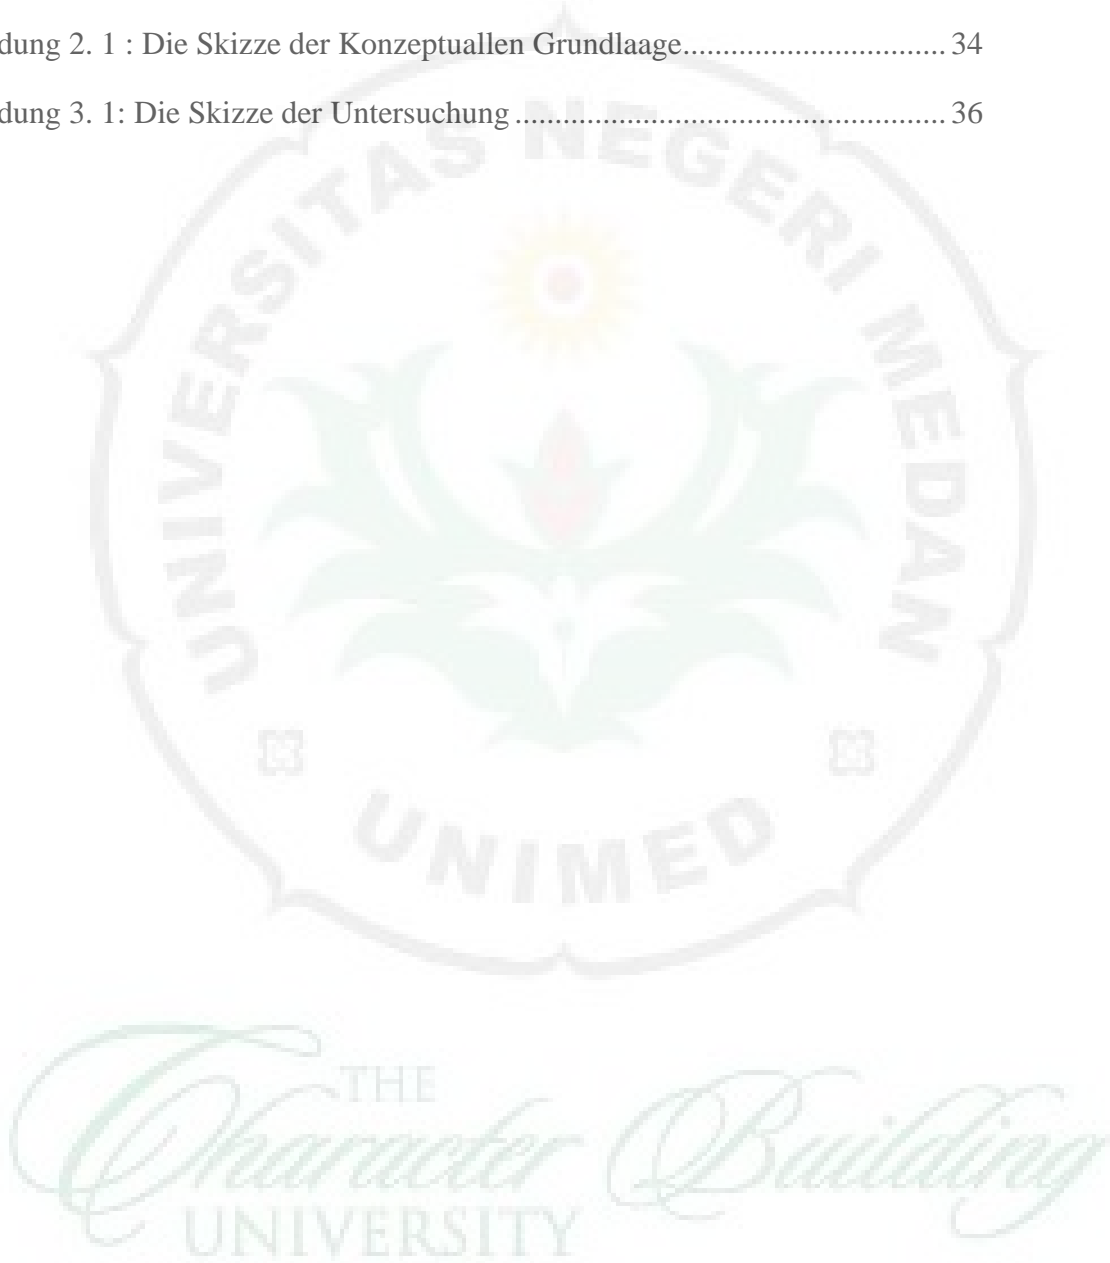 dung 2. 1 : Die Skizze der Konzeptuallen Grundlaage............................... 34
dung 3. 1: Die Skizze der Untersuchung ................................................. 36
UNIVERSITAS NEGERI MEDAN
UNIMED
THE
Character Building
UNIVERSITY